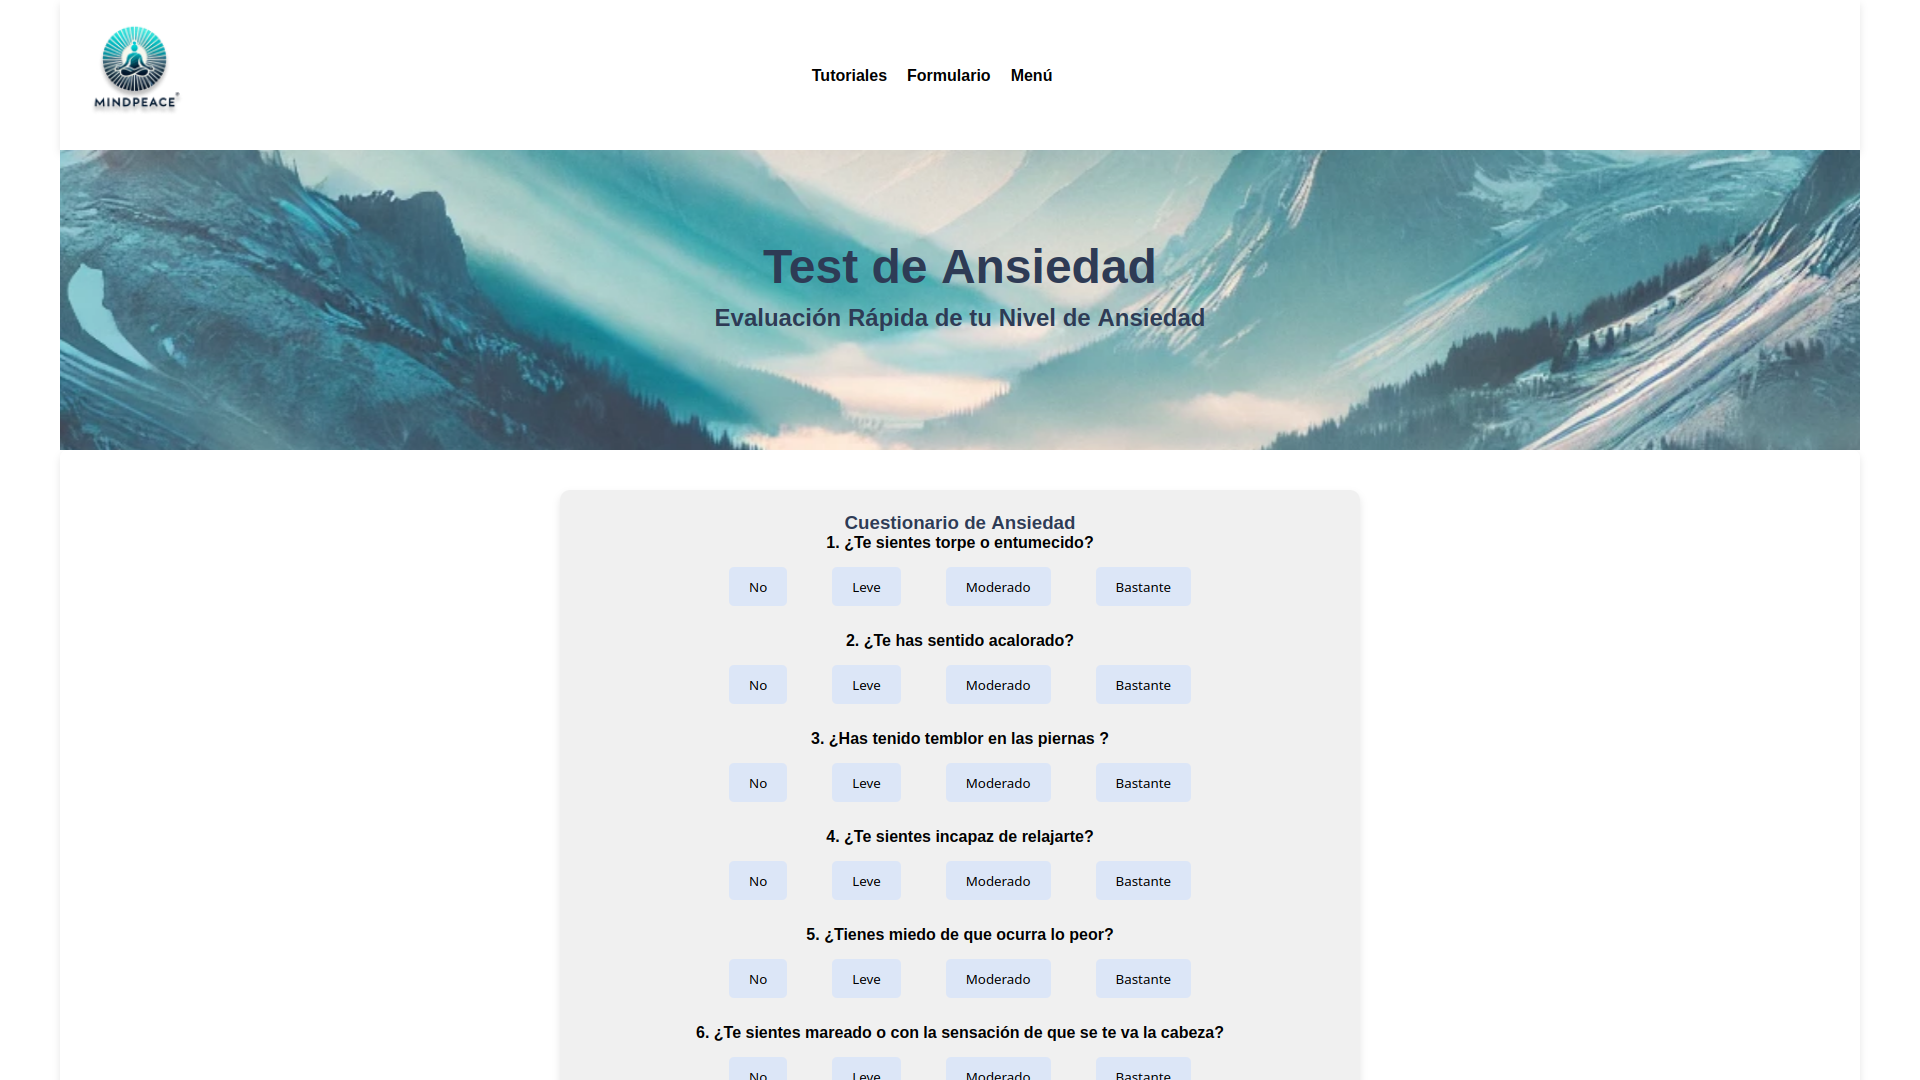 MINDPEACE
Tutoriales Formulario Menú
Test de Ansiedad
Evaluación Rápida de tu Nivel de Ansiedad
Cuestionario de Ansiedad
1. ¿Te sientes torpe o entumecido?
No Leve Moderado Bastante
2. ¿Te has sentido acalorado?
No Leve Moderado Bastante
3. ¿Has tenido temblor en las piernas ?
No Leve Moderado Bastante
4. ¿Te sientes incapaz de relajarte?
No Leve Moderado Bastante
5. ¿Tienes miedo de que ocurra lo peor?
No Leve Moderado Bastante
6. ¿Te sientes mareado o con la sensación de que se te va la cabeza?
No Leve Moderado Bastante